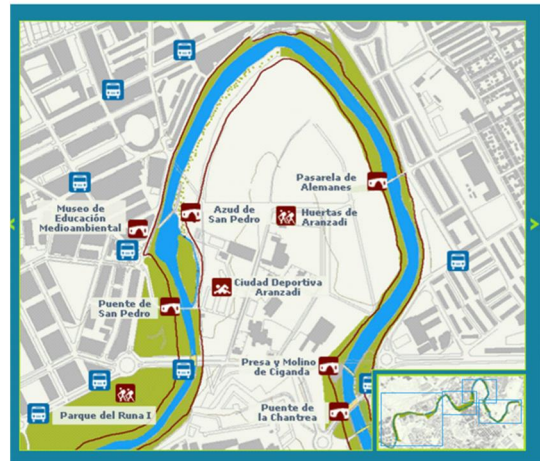 Pasarela de
Alemanes
Museo de
Educación
Medioambiental
Azud de
San Pedro
Huertas de
Aranzadi
Ciudad Deportiva
Aranzadi
Puente de
San Pedro
Presa y Molino
de Ciganda
Parque del Runa I
Puente de
la Chantrea